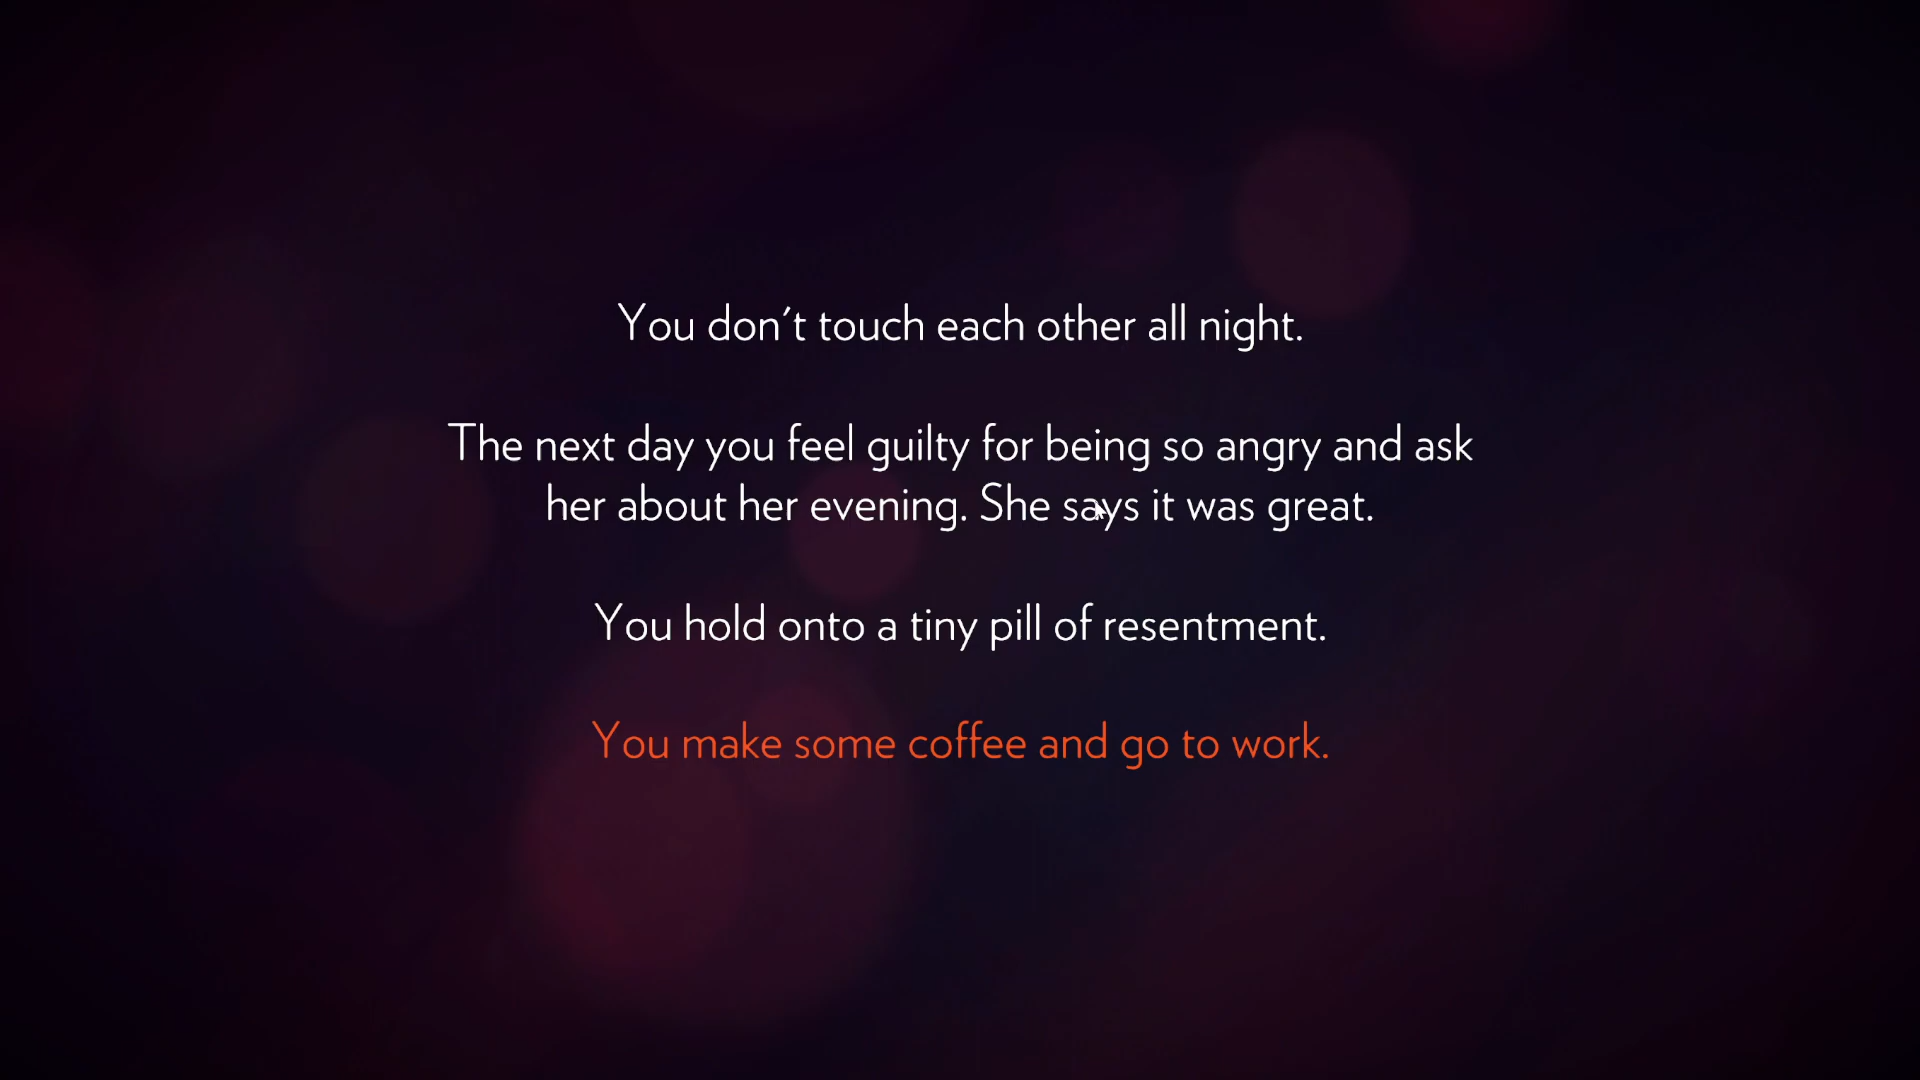 You don't touch each other all night.
The next day you feel guilty for being so angry and ask
her about her evening. She says it was great.
You hold onto a tiny pill of resentment.
You make some coffee and go to work.